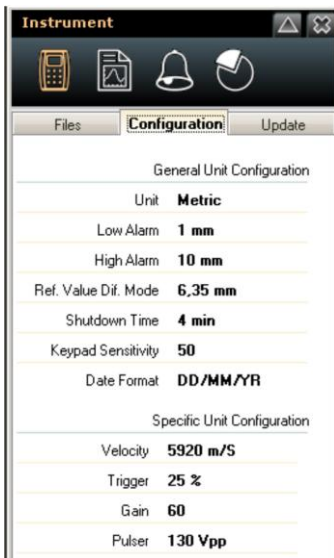 Instrument
Files Configuration Update
General Unit Configuration
Unit Metric
Low Alarm 1 mm
High Alarm 10 mm
Ref. Value Dif. Mode 6,35 mm
Shutdown Time 4 min
Keypad Sensitivity 50
Date Format DD/MM/YR
Specific Unit Configuration
Velocity 5920 m/S
Trigger 25 %
Gain 60
Pulser 130 Vpp